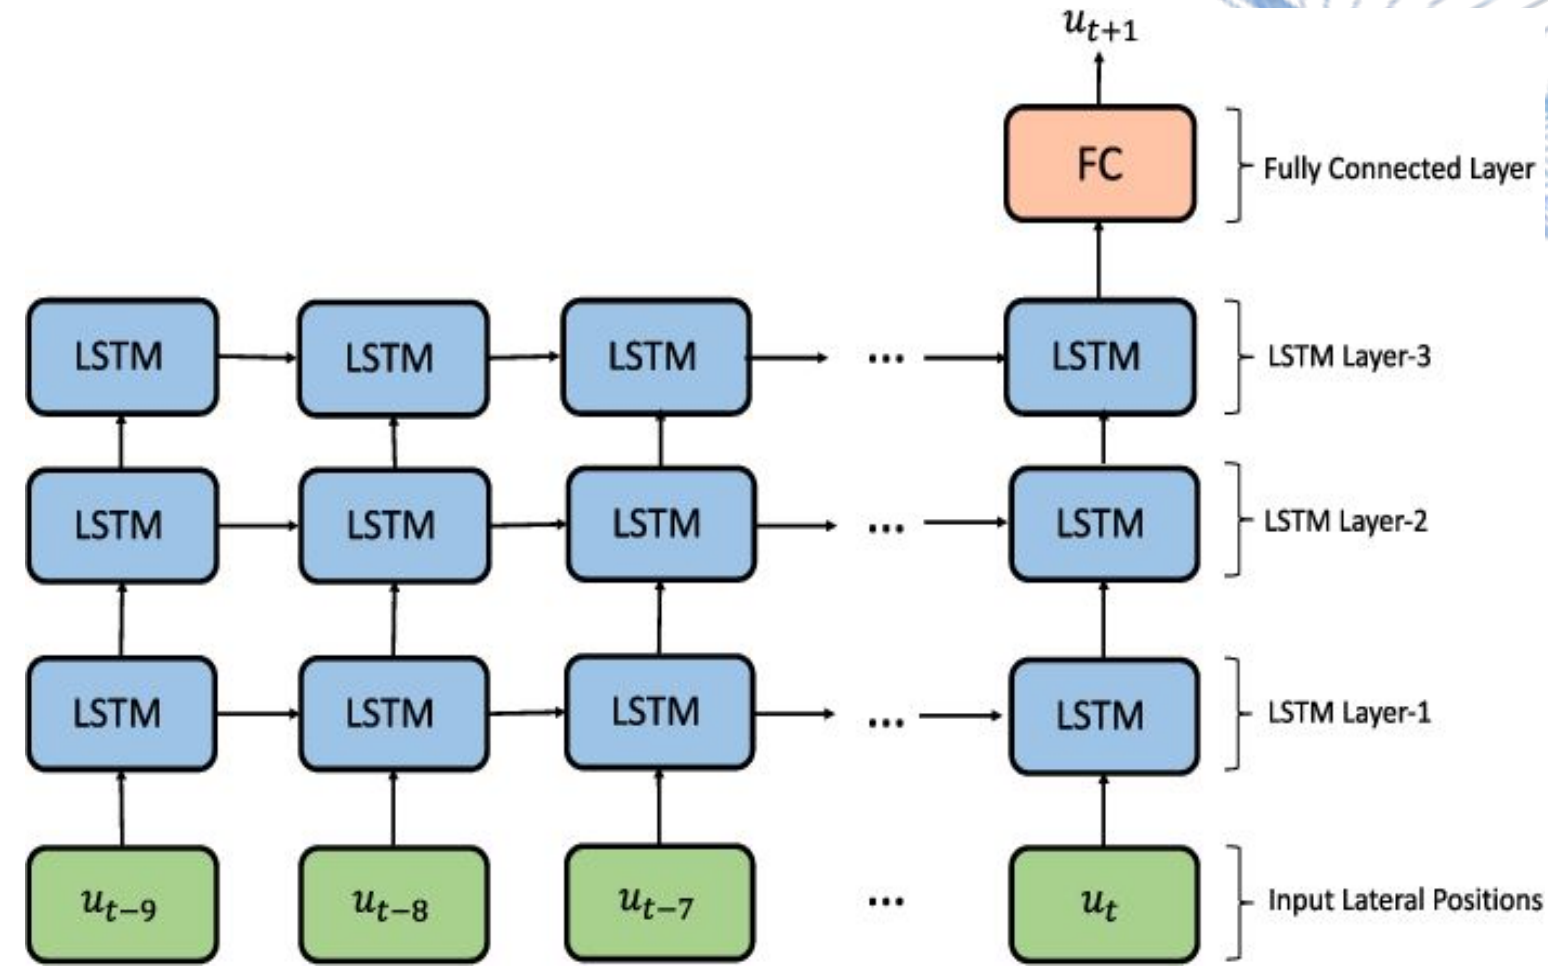 u_{t+1}
FC
Fully Connected Layer
LSTM LSTM LSTM ... LSTM LSTM Layer-3
LSTM LSTM LSTM ... LSTM LSTM Layer-2
LSTM LSTM LSTM ... LSTM LSTM Layer-1
u_{t-9} u_{t-8} u_{t-7} ... u_t Input Lateral Positions